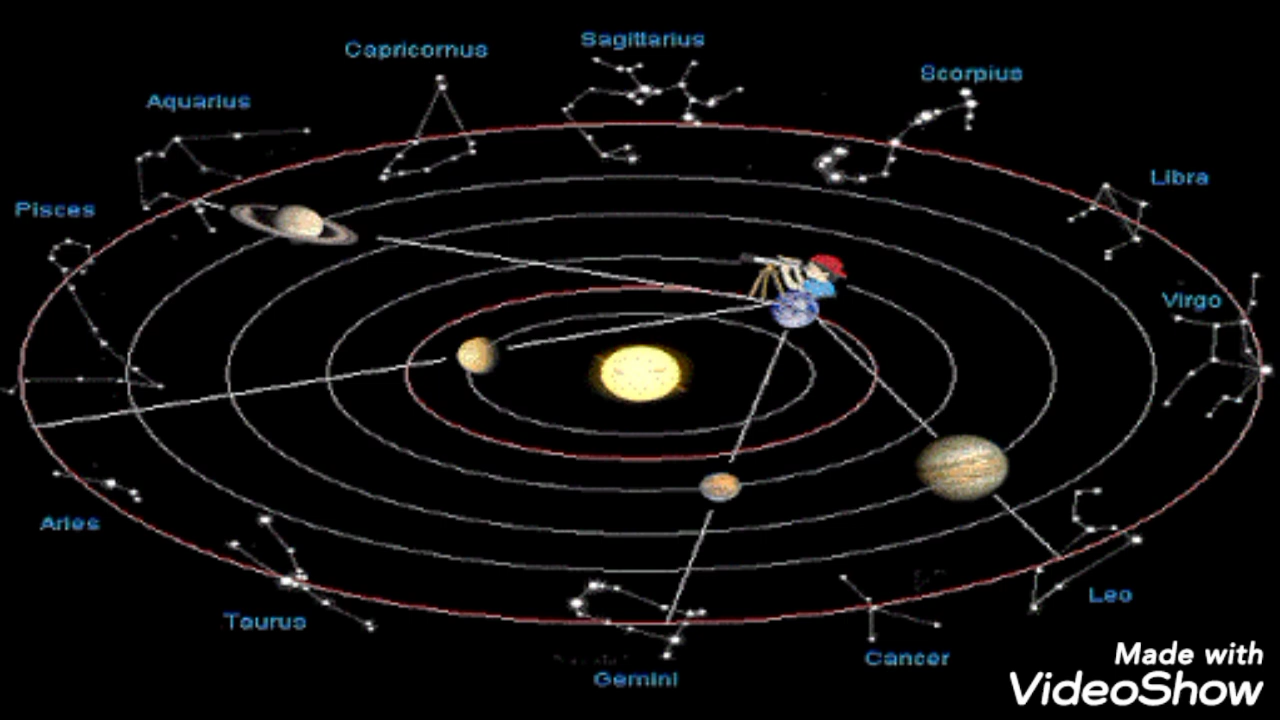 Sagittarius
Capricornus
Scorpius
Aquarius
Libra
Pisces
Virgo
Aries
Leo
Taurus
Cancer
Gemini
Made with
VideoShow